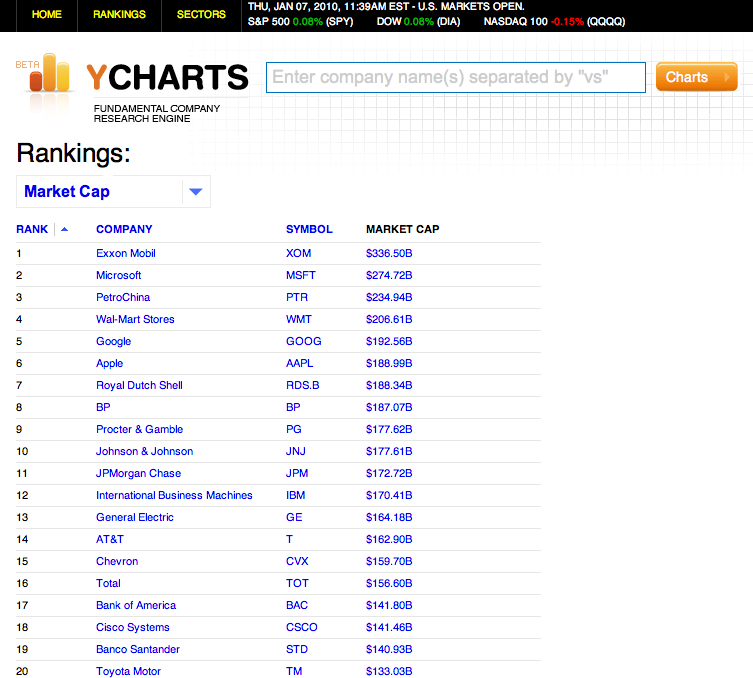 HOME RANKINGS SECTORS
THU, JAN 07, 2010, 11:39AM EST - U.S. MARKETS OPEN.
S&P 500 0.08% (SPY) DOW 0.08% (DIA) NASDAQ 100 -0.15% (QQQQ)
BETA
YCHARTS
FUNDAMENTAL COMPANY
RESEARCH ENGINE
Enter company name(s) separated by "vs"
Charts
Rankings:
Market Cap
RANK COMPANY SYMBOL MARKET CAP
1 Exxon Mobil XOM $336.50B
2 Microsoft MSFT $274.72B
3 PetroChina PTR $234.94B
4 Wal-Mart Stores WMT $206.61B
5 Google GOOG $192.56B
6 Apple AAPL $188.99B
7 Royal Dutch Shell RDS.B $188.34B
8 BP BP $187.07B
9 Procter & Gamble PG $177.62B
10 Johnson & Johnson JNJ $177.61B
11 JPMorgan Chase JPM $172.72B
12 International Business Machines IBM $170.41B
13 General Electric GE $164.18B
14 AT&T T $162.90B
15 Chevron CVX $159.70B
16 Total TOT $156.60B
17 Bank of America BAC $141.80B
18 Cisco Systems CSCO $141.46B
19 Banco Santander STD $140.93B
20 Toyota Motor TM $133.03B